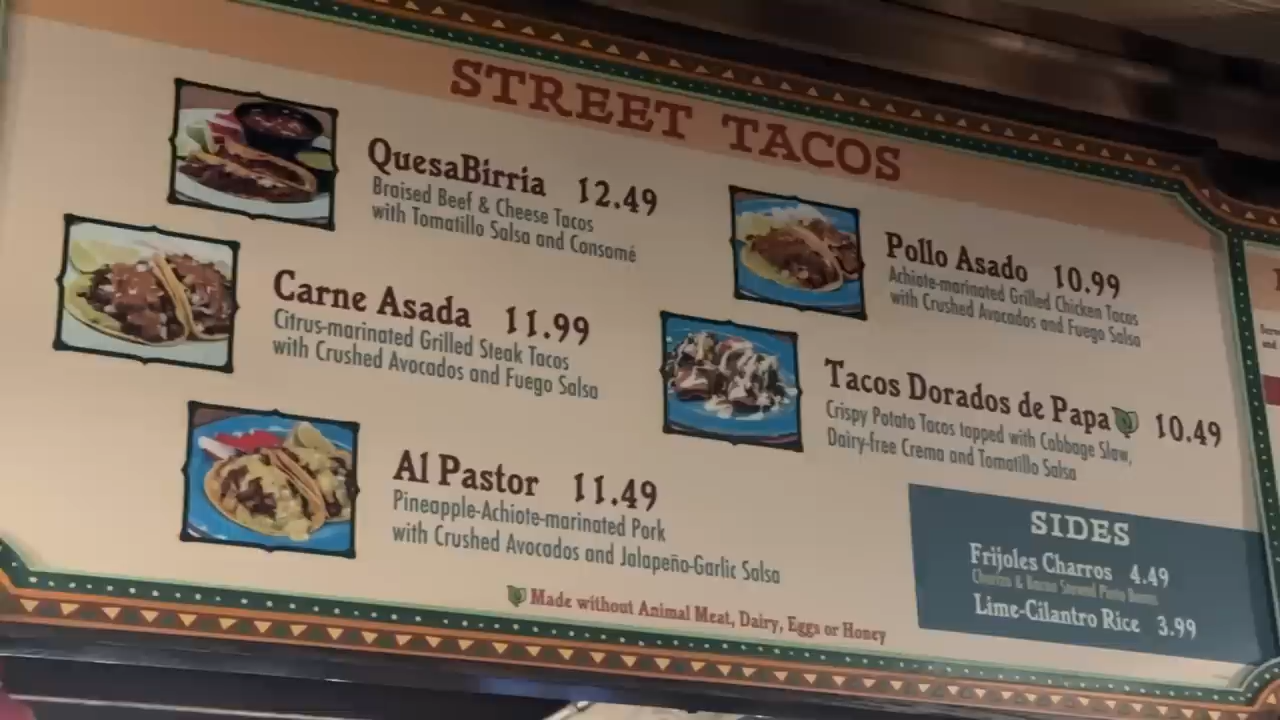 STREET TACOS
QuesaBirria 12.49
Braised Beef & Cheese Tacos
with Tomatillo Salsa and Consomé
Carne Asada 11.99
Citrus-marinated Grilled Steak Tacos
with Crushed Avocados and Fuego Salsa
Al Pastor 11.49
Pineapple-Achiote-marinated Pork
with Crushed Avocados and Jalapeño-Garlic Salsa
Pollo Asado 10.99
Achiote-marinated Grilled Chicken Tacos
with Crushed Avocados and Fuego Salsa
Tacos Dorados de Papa 10.49
Crispy Potato Tacos topped with Cabbage Slaw,
Dairy-free Crema and Tomatillo Salsa
SIDES
Frijoles Charros 4.49
Chorizo & Bacon Stewed Pinto Beans
Lime-Cilantro Rice 3.99
Made without Animal Meat, Dairy, Eggs or Honey